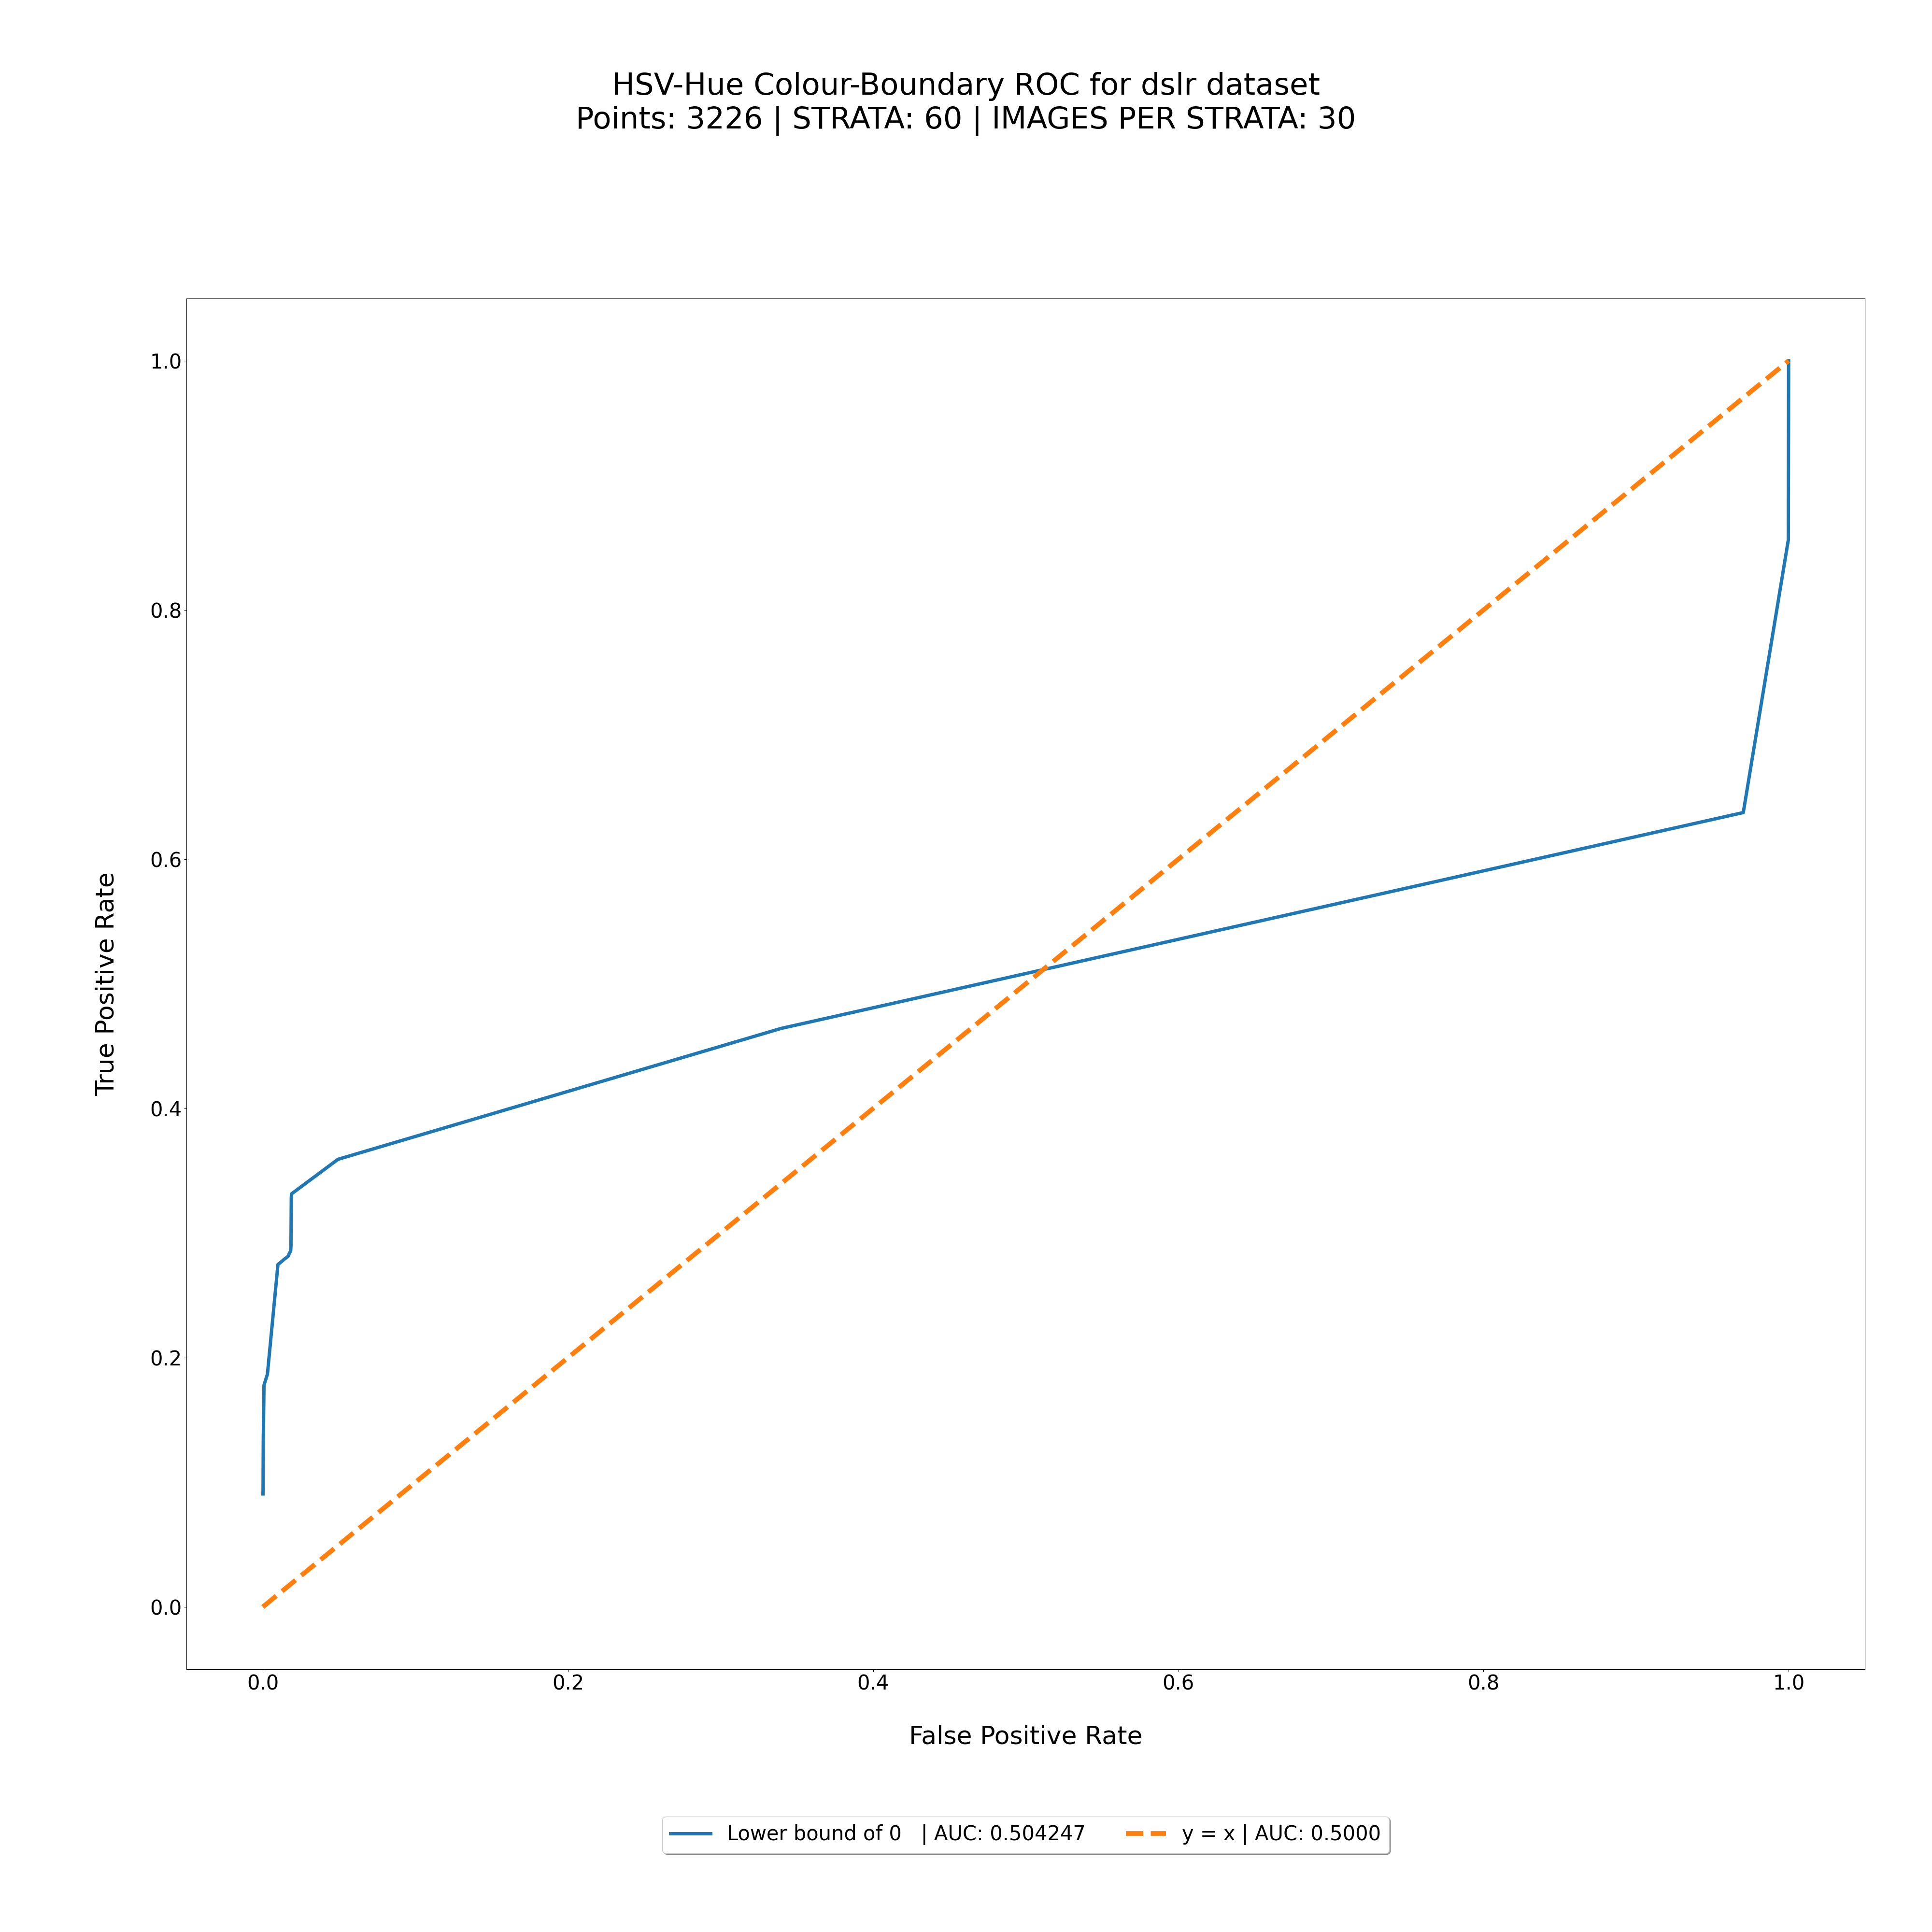 HSV-Hue Colour-Boundary ROC for dslr dataset
Points: 3226 | STRATA: 60 | IMAGES PER STRATA: 30
1.0
0.8
0.6
0.4
0.2
0.0
True Positive Rate
0.0 0.2 0.4 0.6 0.8 1.0
False Positive Rate
Lower bound of 0 | AUC: 0.504247 y = x | AUC: 0.5000